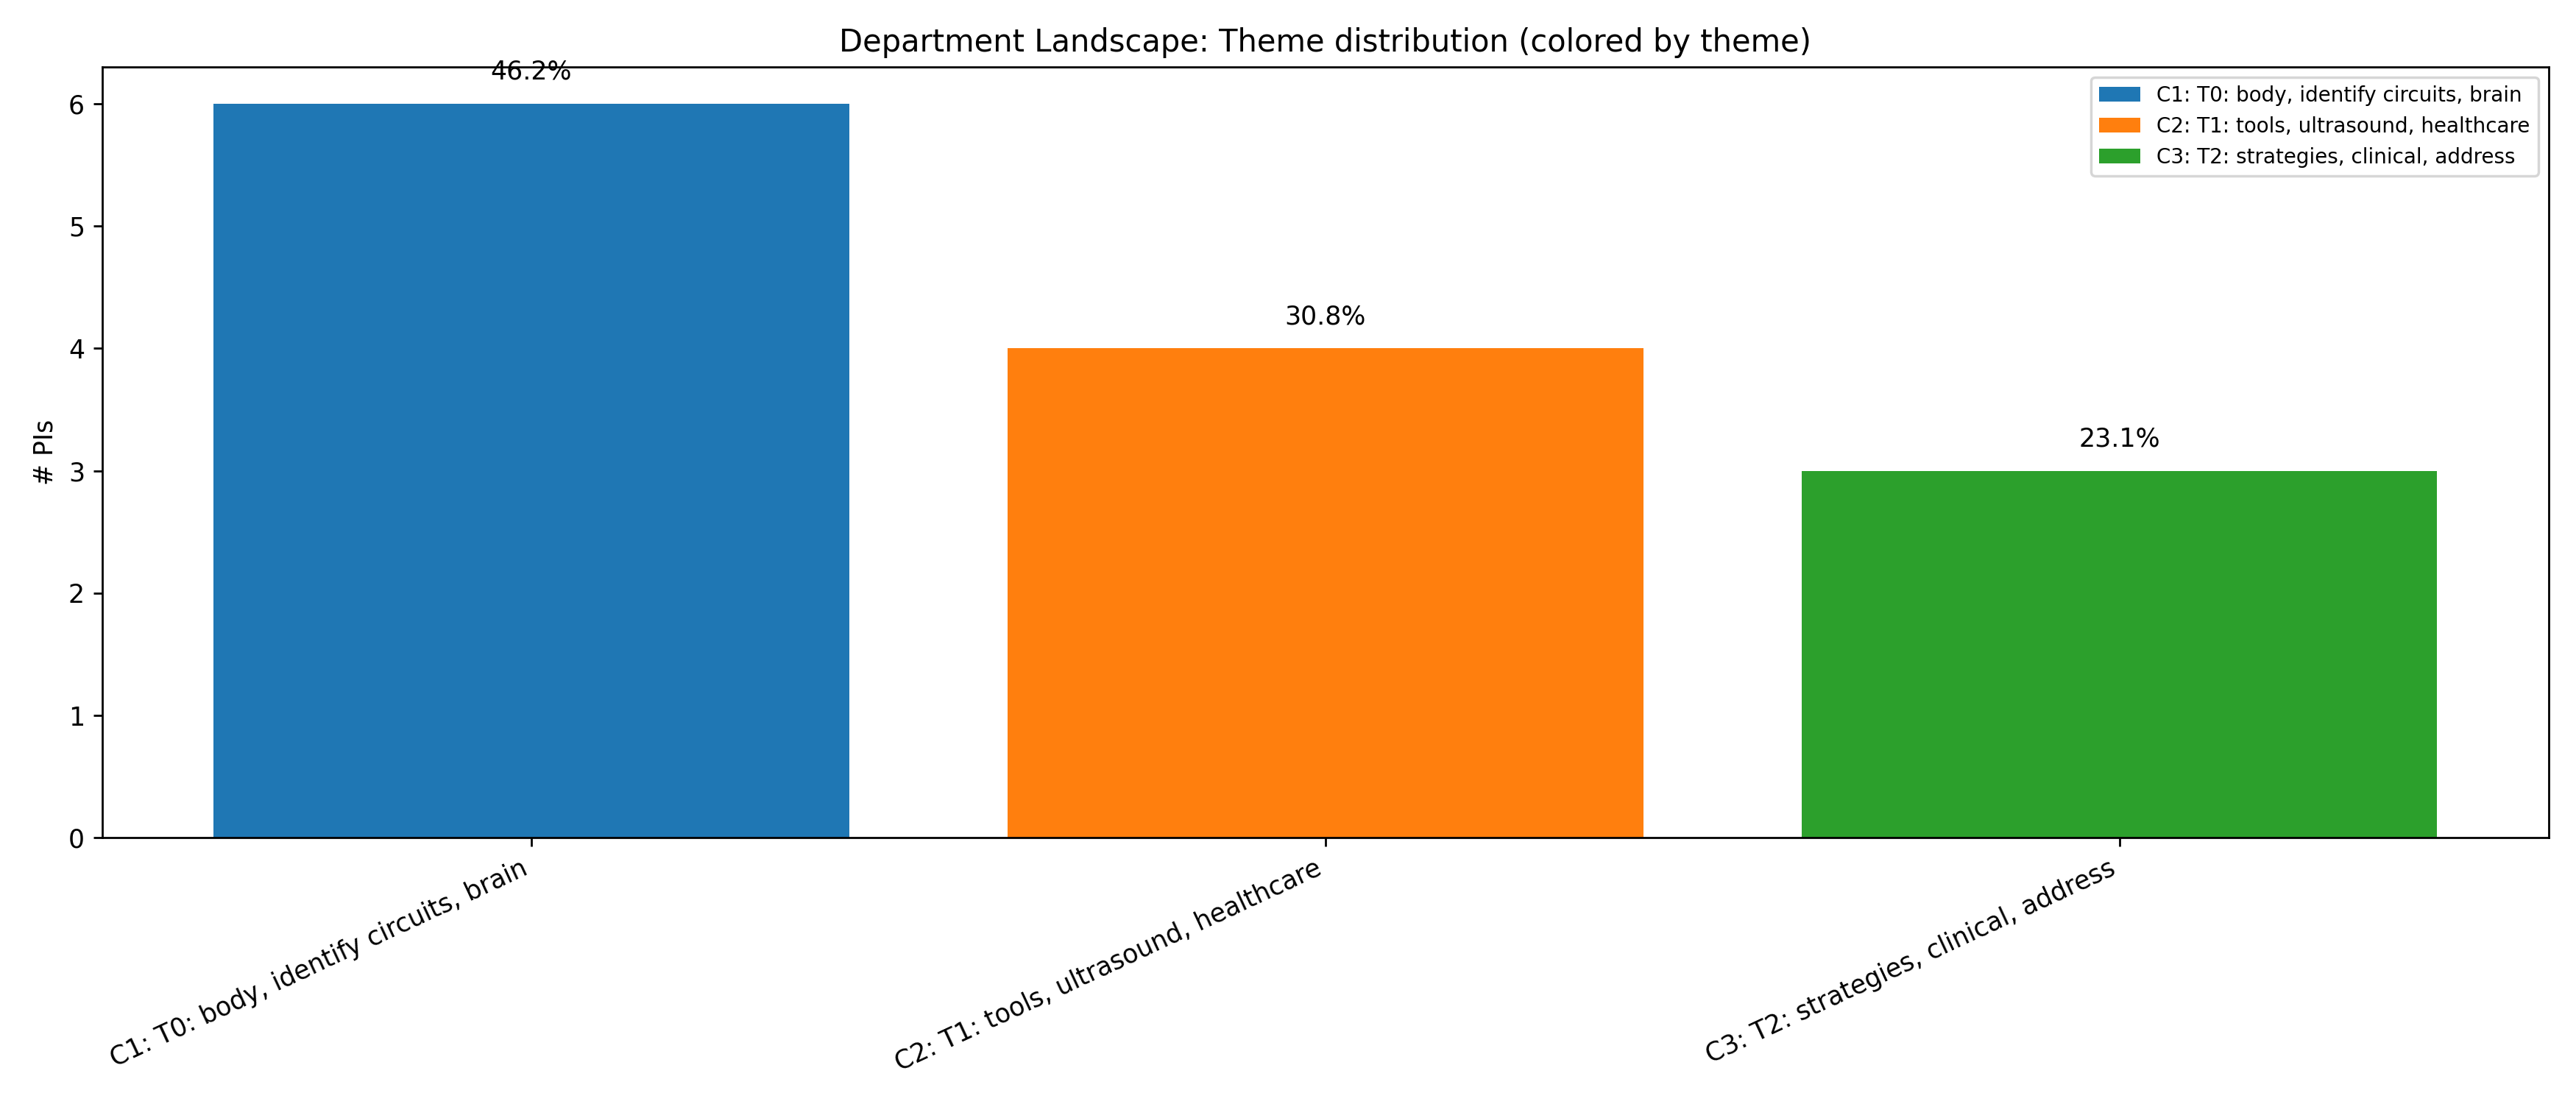 Department Landscape: Theme distribution (colored by theme)
46.2%
30.8%
23.1%
C1: T0: body, identify circuits, brain
C2: T1: tools, ultrasound, healthcare
C3: T2: strategies, clinical, address
# PIs
6
5
4
3
2
1
0
C1: T0: body, identify circuits, brain
C2: T1: tools, ultrasound, healthcare
C3: T2: strategies, clinical, address